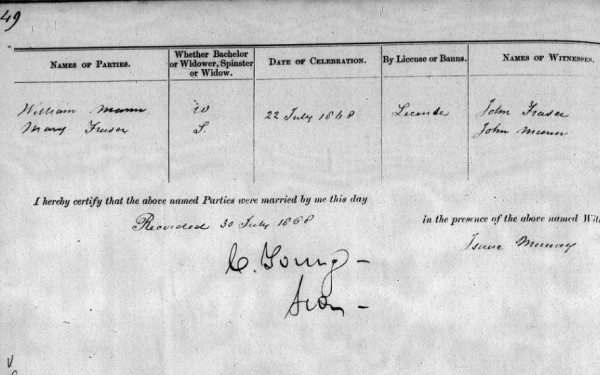 49
NAMES OF PARTIES. Whether Bachelor or Widower, Spinster or Widow. DATE OF CELEBRATION. By License or Banns. NAMES OF WITNESSES.
William Mann W 22 July 1868 License John Fraser
Mary Fraser S. John Mann
I hereby certify that the above named Parties were married by me this day
Recorded 30 July 1868 in the presence of the above named Wit
Isaac Murray
C. Young